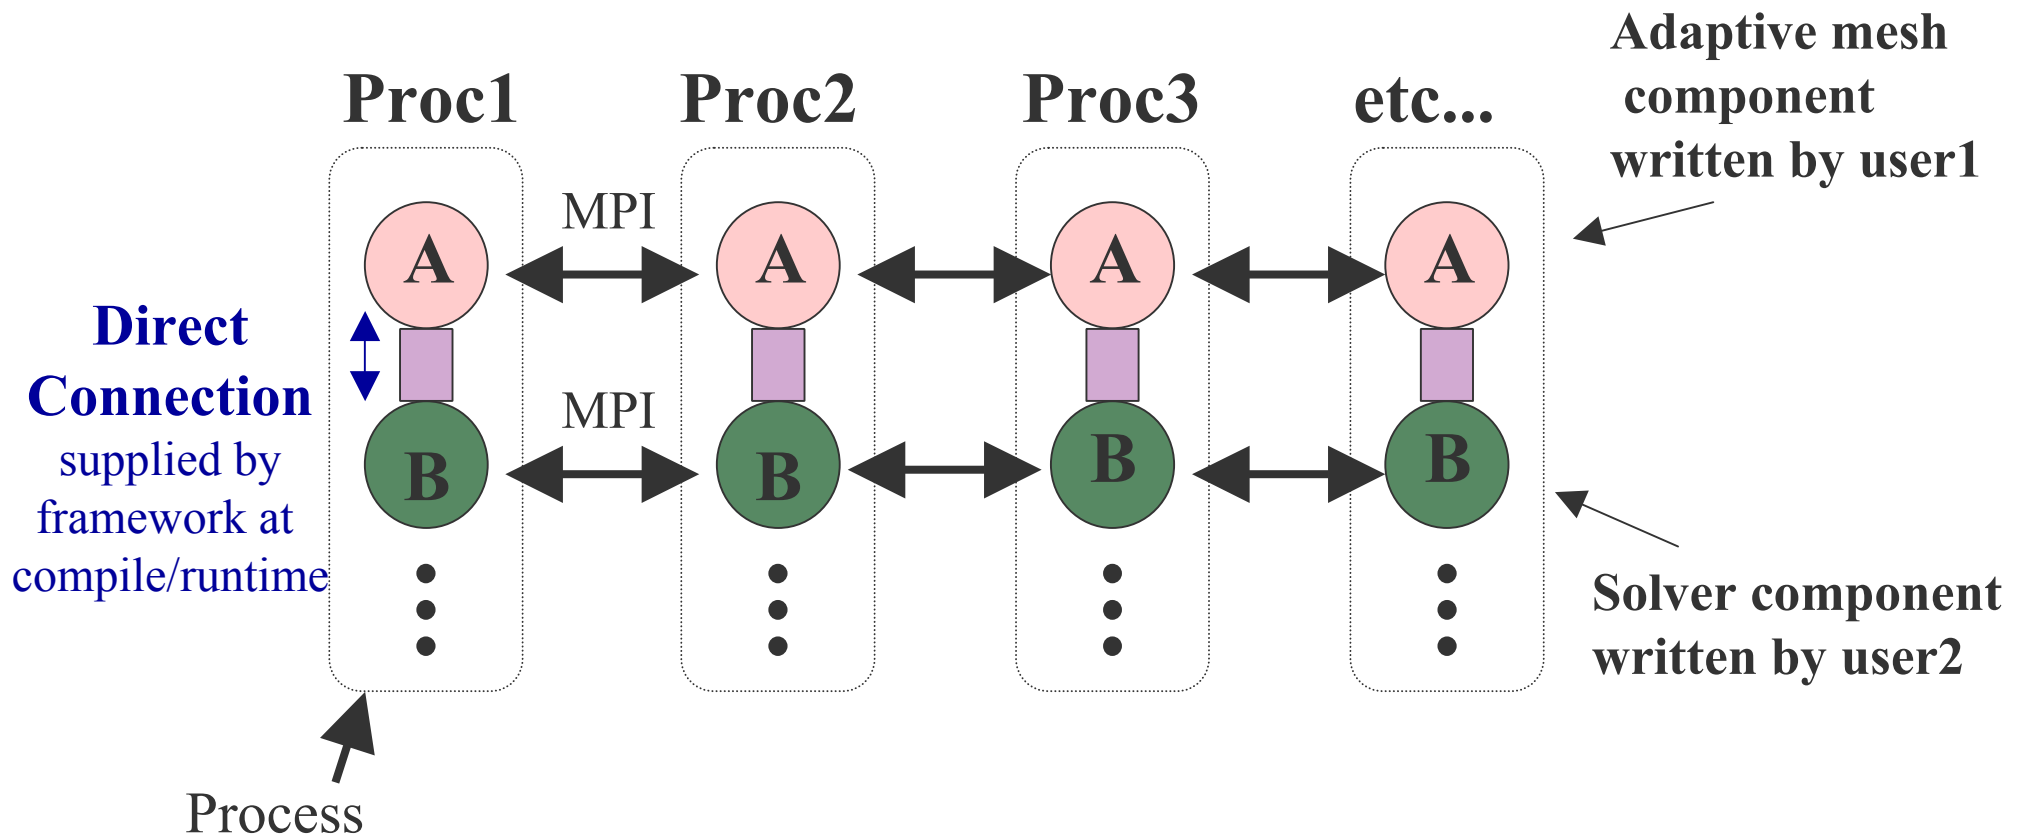 Adaptive mesh
component
written by user1
Proc1 Proc2 Proc3 etc...
MPI
A A A A
Direct
Connection
supplied by
framework at
compile/runtime
MPI
B B B B
Solver component
written by user2
Process